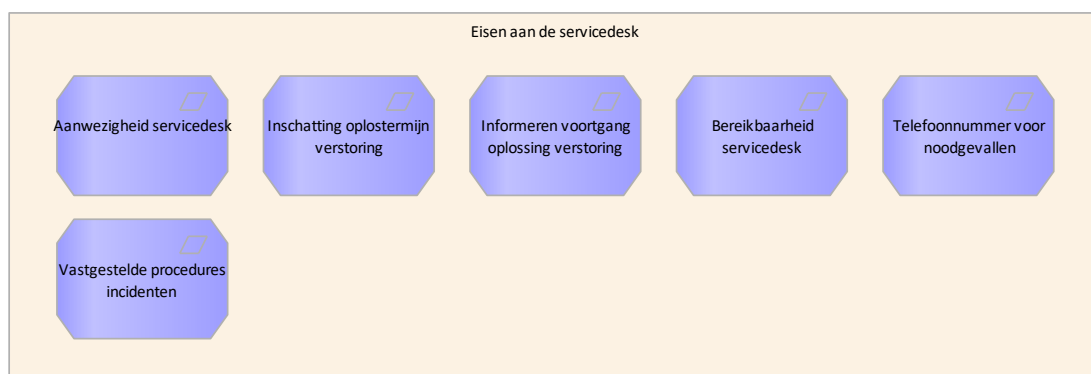 Eisen aan de servicedesk
Aanwezigheid servicedesk
Inschatting oplostermijn
verstoring
Informeren voortgang
oplossing verstoring
Bereikbaarheid
servicedesk
Telefoonnummer voor
noodgevallen
Vastgestelde procedures
incidenten